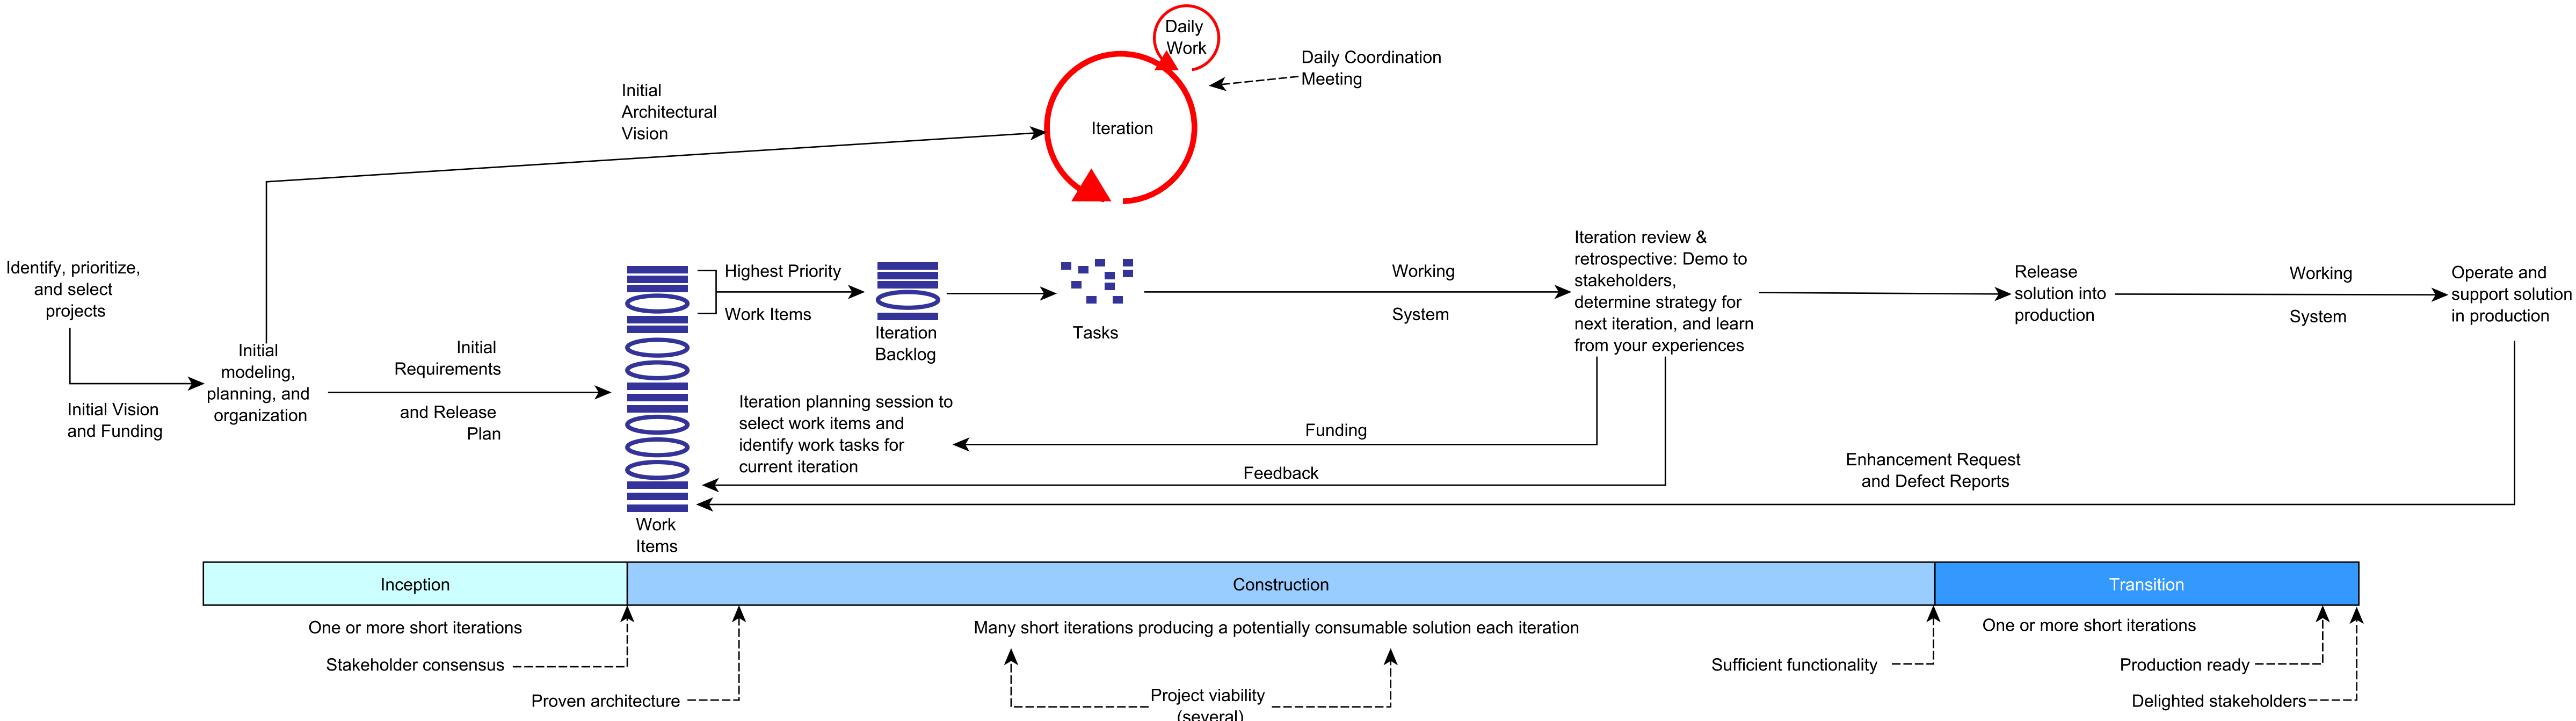 Daily
Work
Daily Coordination
Meeting
Initial
Architectural
Vision
Iteration
Identify, prioritize,
and select
projects
Initial Vision
and Funding
Initial
modeling,
planning, and
organization
Initial
Requirements
and Release
Plan
Work
Items
Highest Priority
Work Items
Iteration
Backlog
Tasks
Working
System
Iteration review &
retrospective: Demo to
stakeholders,
determine strategy for
next iteration, and learn
from your experiences
Release
solution into
production
Working
System
Operate and
support solution
in production
Iteration planning session to
select work items and
identify work tasks for
current iteration
Funding
Feedback
Enhancement Request
and Defect Reports
Inception
Construction
Transition
One or more short iterations
Many short iterations producing a potentially consumable solution each iteration
One or more short iterations
Stakeholder consensus
Proven architecture
Project viability
(several)
Sufficient functionality
Production ready
Delighted stakeholders